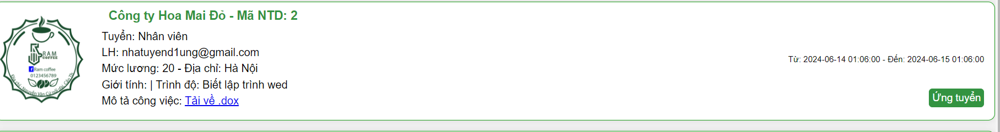 Công ty Hoa Mai Đỏ - Mã NTD: 2
RAM
COFFEE
Ram coffee
0123456789
Địa chỉ: Nguyễn Văn Cừ nối dài, Cần Th
Tuyển: Nhân viên
LH: nhatuyend1ung@gmail.com
Mức lương: 20 - Địa chỉ: Hà Nội
Giới tính: | Trình độ: Biết lập trình wed
Mô tả công việc: Tải về .dox
Từ: 2024-06-14 01:06:00 - Đến: 2024-06-15 01:06:00
Ứng tuyển